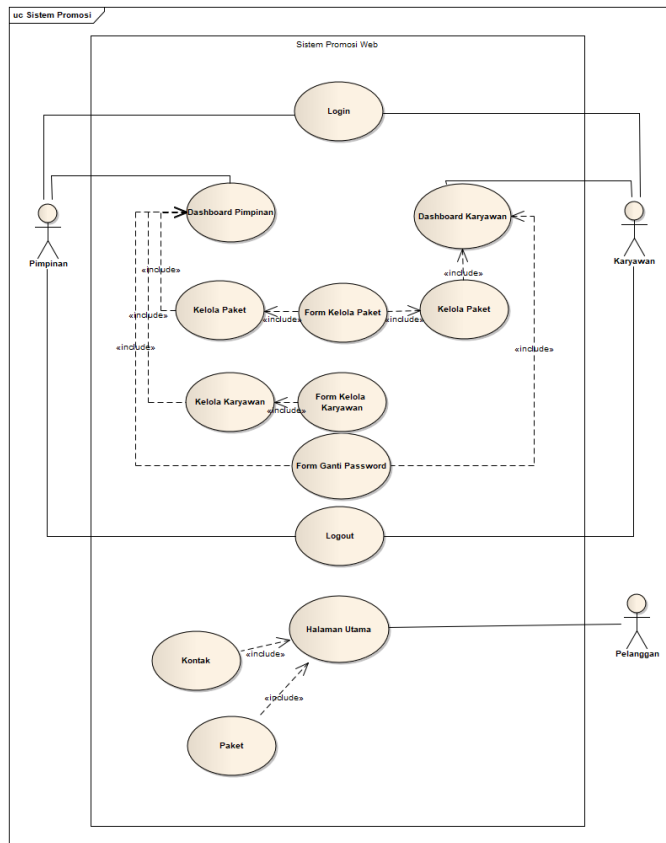 uc Sistem Promosi
Sistem Promosi Web
Login
Dashboard Pimpinan
Dashboard Karyawan
Pimpinan
Karyawan
«include»
«include»
Kelola Paket
Form Kelola Paket
Kelola Paket
«include»
«include»
«include»
«include»
«include»
Kelola Karyawan
Form Kelola
Karyawan
«include»
Form Ganti Password
Logout
Halaman Utama
Pelanggan
Kontak
«include»
«include»
Paket